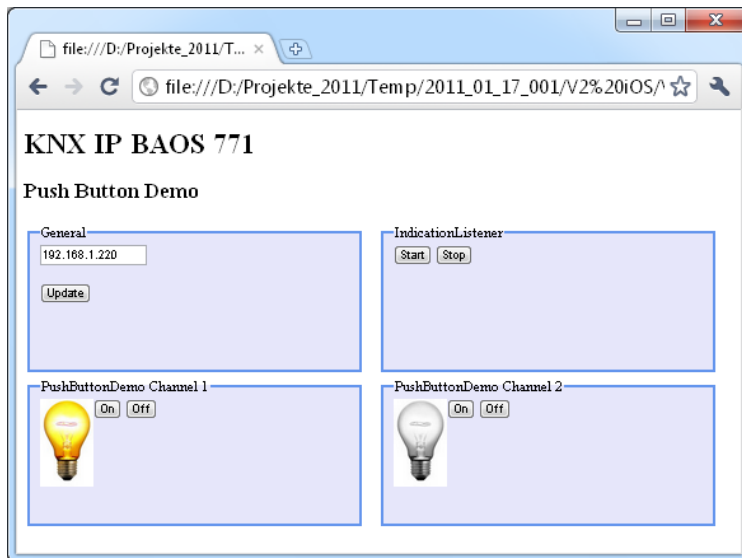 file:///D:/Projekte_2011/T...
file:///D:/Projekte_2011/Temp/2011_01_17_001/V2%20iOS/
KNX IP BAOS 771
Push Button Demo
General
192.168.1.220
Update
IndicationListener
Start Stop
PushButtonDemo Channel 1
On Off
PushButtonDemo Channel 2
On Off